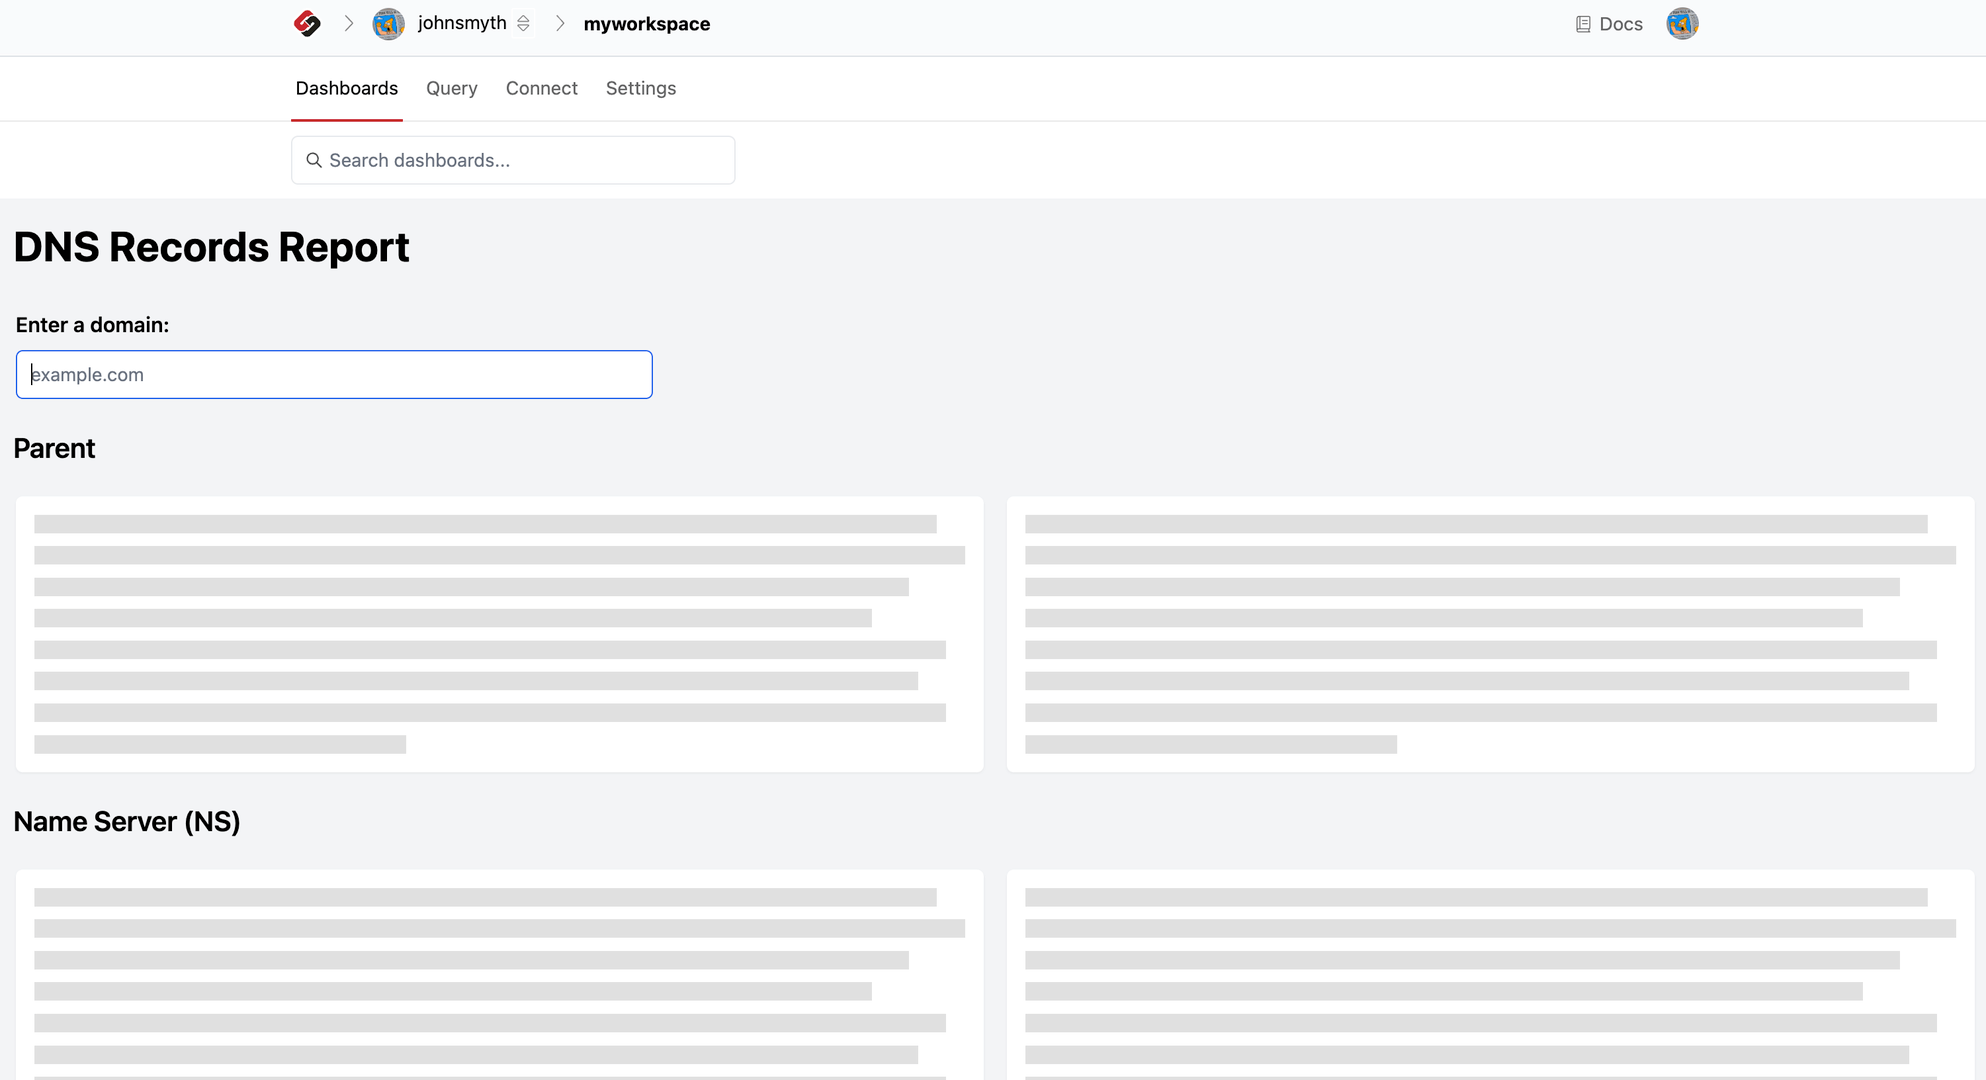 johnsmyth myworkspace Docs
Dashboards Query Connect Settings
Search dashboards...
DNS Records Report
Enter a domain:
example.com
Parent
Name Server (NS)